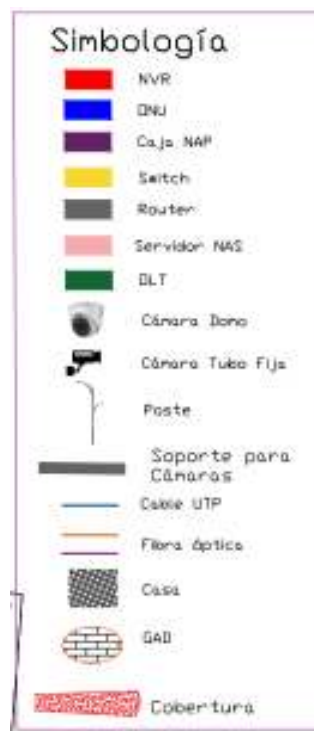 Simbología
NVR
ONU
Caja NAP
Switch
Router
Servidor NAS
OLT
Cámara Domo
Cámara Tubo Fija
Poste
Soporte para
Cámaras
Cable UTP
Fibra óptica
Casa
GAD
Cobertura